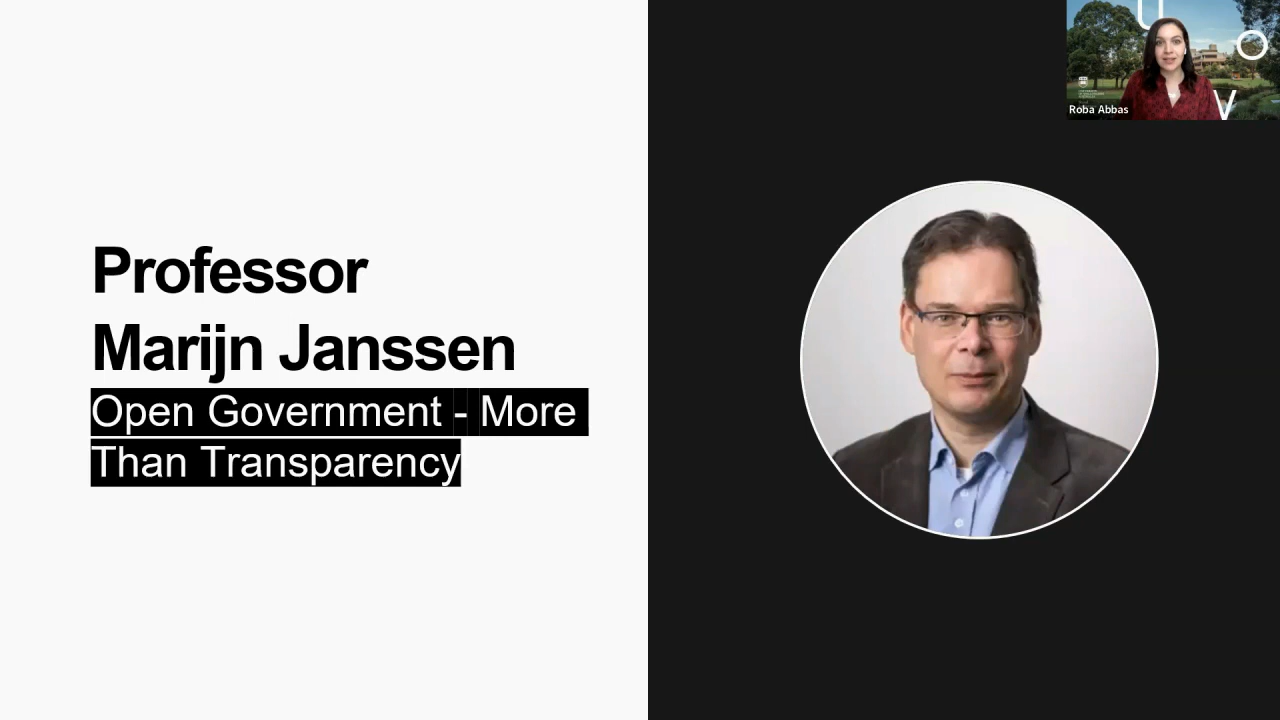 Professor
Marijn Janssen
Open Government - More
Than Transparency
Roba Abbas
U
O
W